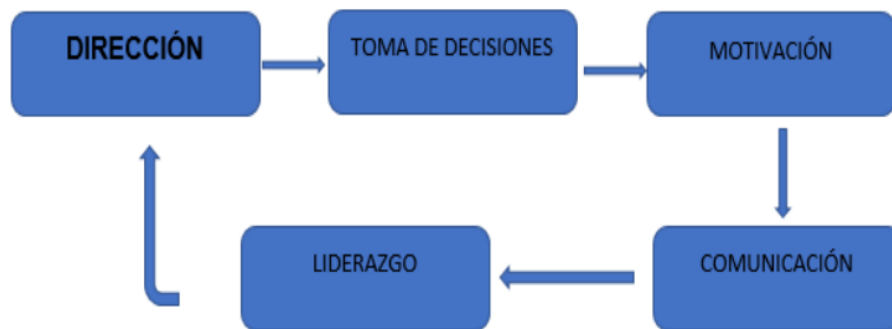 DIRECCIÓN
TOMA DE DECISIONES
MOTIVACIÓN
LIDERAZGO
COMUNICACIÓN